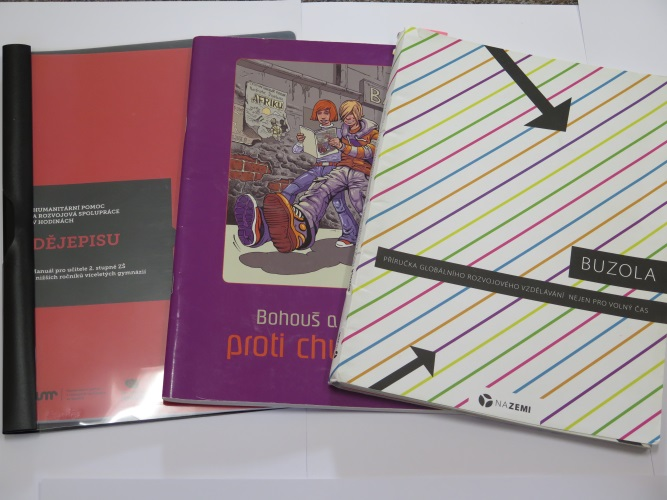 HUMANITÁRNÍ POMOC
A ROZVOJOVÁ SPOLUPRÁCE
V HODINÁCH
DĚJEPISU
Manuál pro učitele 2. stupně ZŠ
nižších ročníků víceletých gymnázií
AFRIKU
B
Bohouš a
proti chu
BUZOLA
PŘÍRUČKA GLOBÁLNÍHO ROZVOJOVÉHO VZDĚLÁVÁNÍ NEJEN PRO VOLNÝ ČAS
NAZEMI